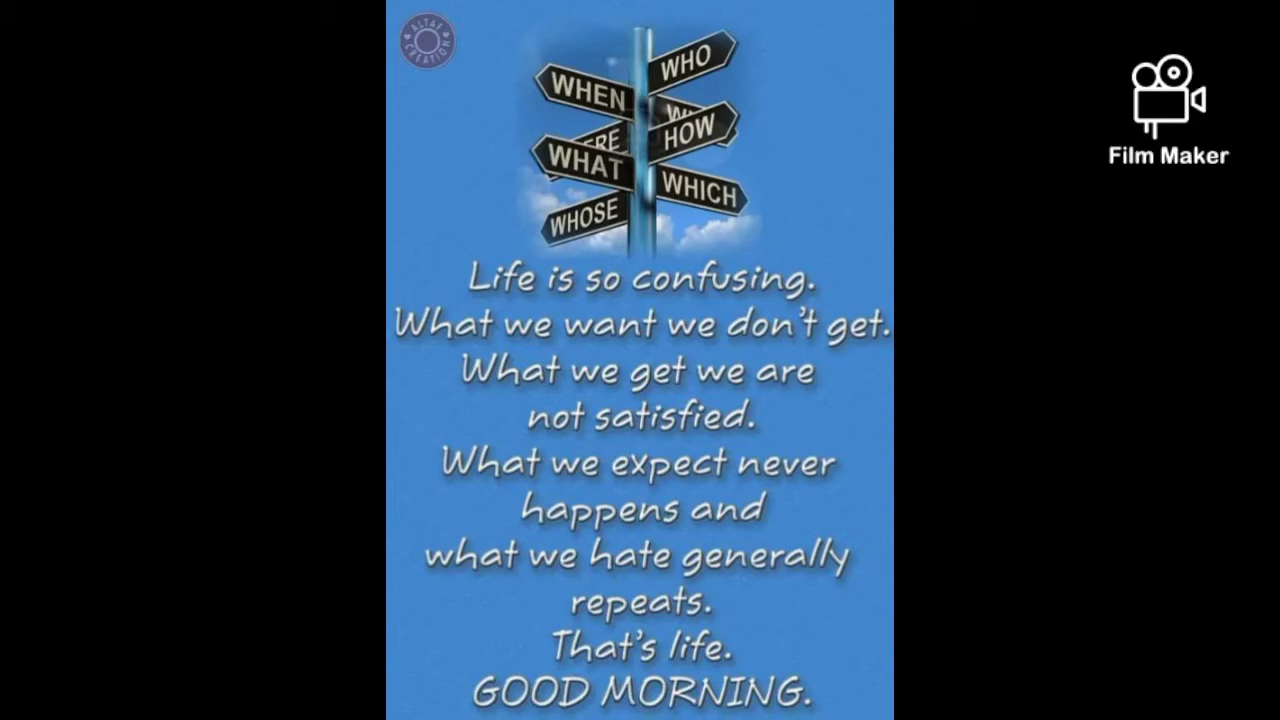 ALTAF CREATION
WHO
WHEN
HOW
WHAT
WHICH
WHOSE
Film Maker
Life is so confusing.
What we want we don't get.
What we get we are
not satisfied.
What we expect never
happens and
what we hate generally
repeats.
That's life.
GOOD MORNING.